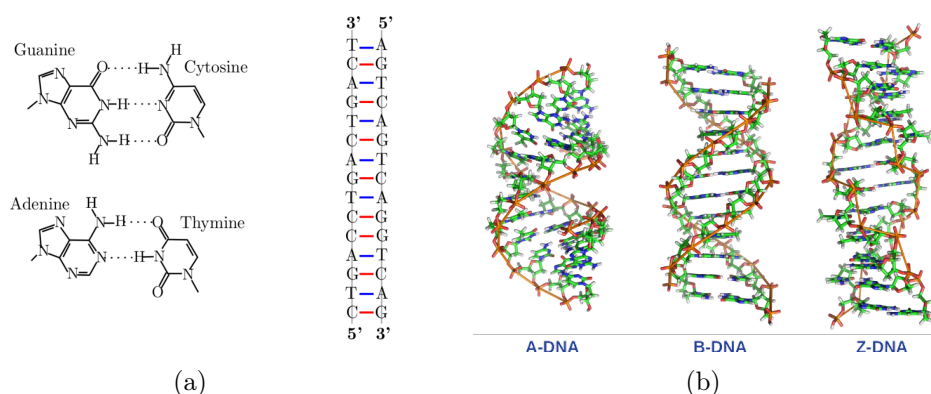 Guanine
Cytosine
O
H
H
N
N
N
N
H
N
N
N
N
O
N
H
H
Adenine
Thymine
H
N
H
O
N
N
N
N
N
H
N
N
O
3' 5'
T A
C G
A T
G C
T A
C G
A T
G C
T A
C G
C G
A T
G C
T A
C G
5' 3'
A-DNA B-DNA Z-DNA
(a) (b)